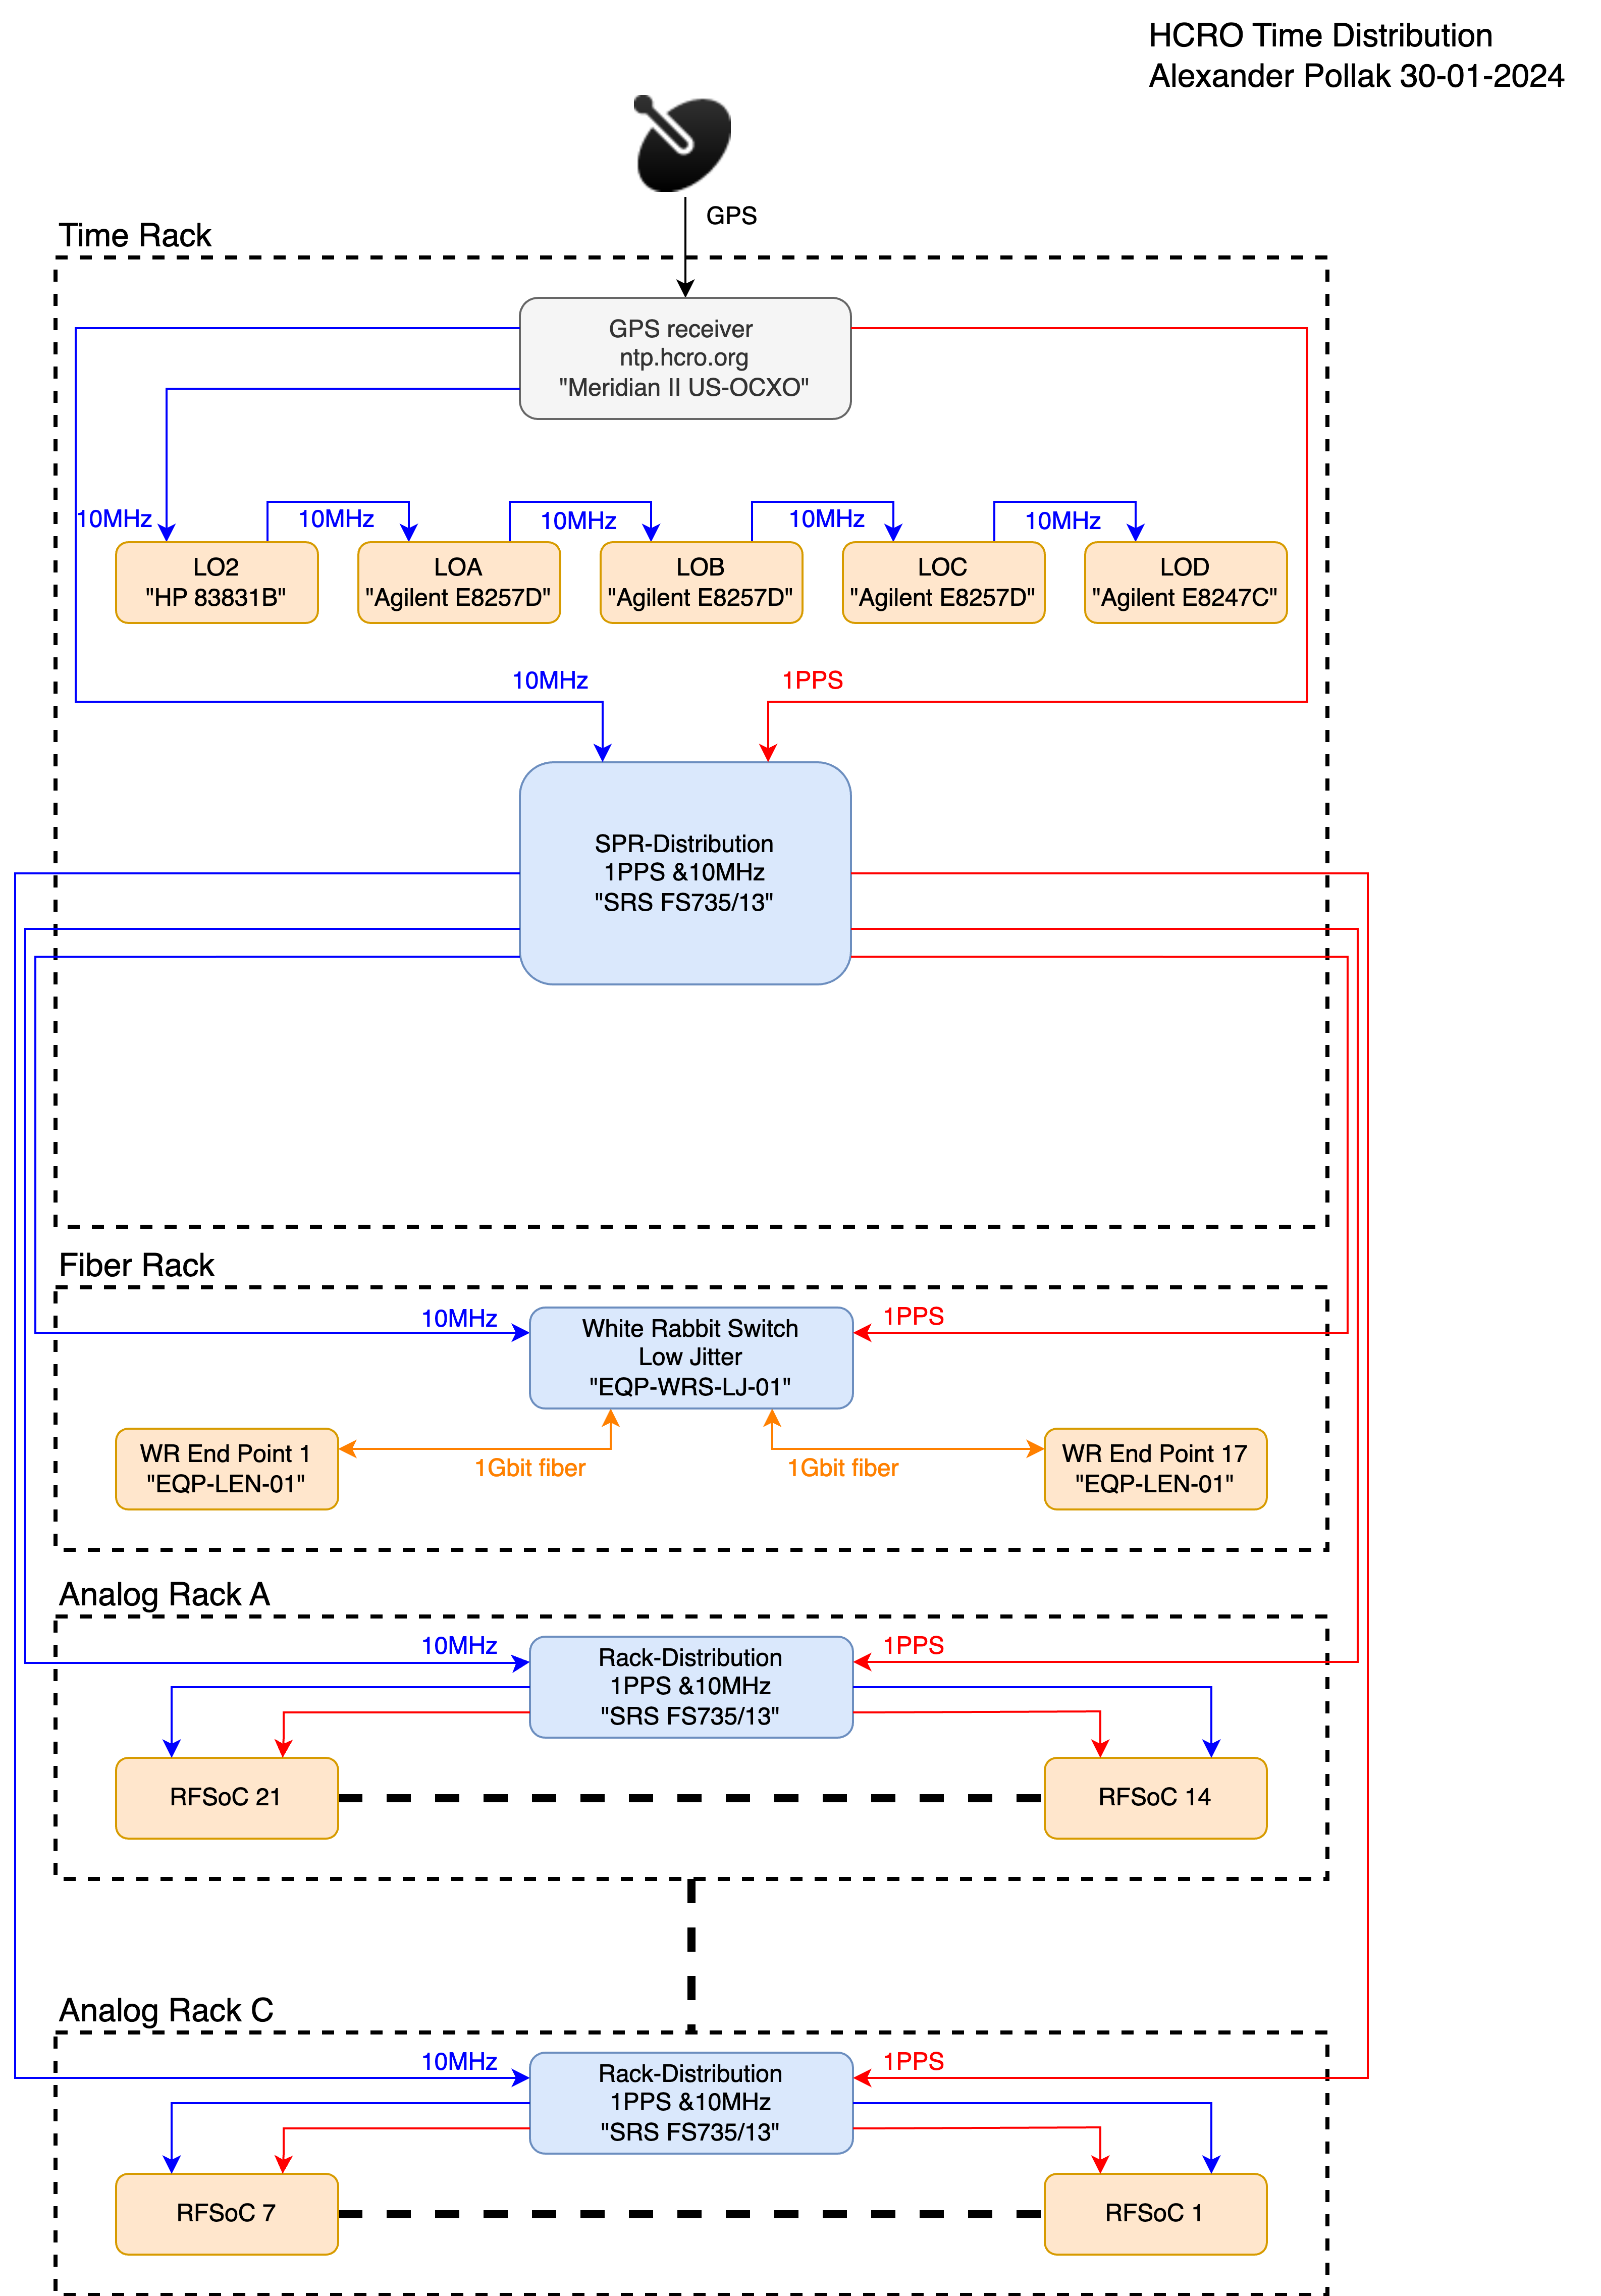 HCRO Time Distribution
Alexander Pollak 30-01-2024
GPS
Time Rack
GPS receiver
ntp.hcro.org
"Meridian II US-OCXO"
10MHz
10MHz
10MHz
10MHz
10MHz
LO2
"HP 83831B"
LOA
"Agilent E8257D"
LOB
"Agilent E8257D"
LOC
"Agilent E8257D"
LOD
"Agilent E8247C"
10MHz
1PPS
SPR-Distribution
1PPS &10MHz
"SRS FS735/13"
Fiber Rack
10MHz
1PPS
White Rabbit Switch
Low Jitter
"EQP-WRS-LJ-01"
WR End Point 1
"EQP-LEN-01"
1Gbit fiber
1Gbit fiber
WR End Point 17
"EQP-LEN-01"
Analog Rack A
10MHz
1PPS
Rack-Distribution
1PPS &10MHz
"SRS FS735/13"
RFSoC 21
RFSoC 14
Analog Rack C
10MHz
1PPS
Rack-Distribution
1PPS &10MHz
"SRS FS735/13"
RFSoC 7
RFSoC 1